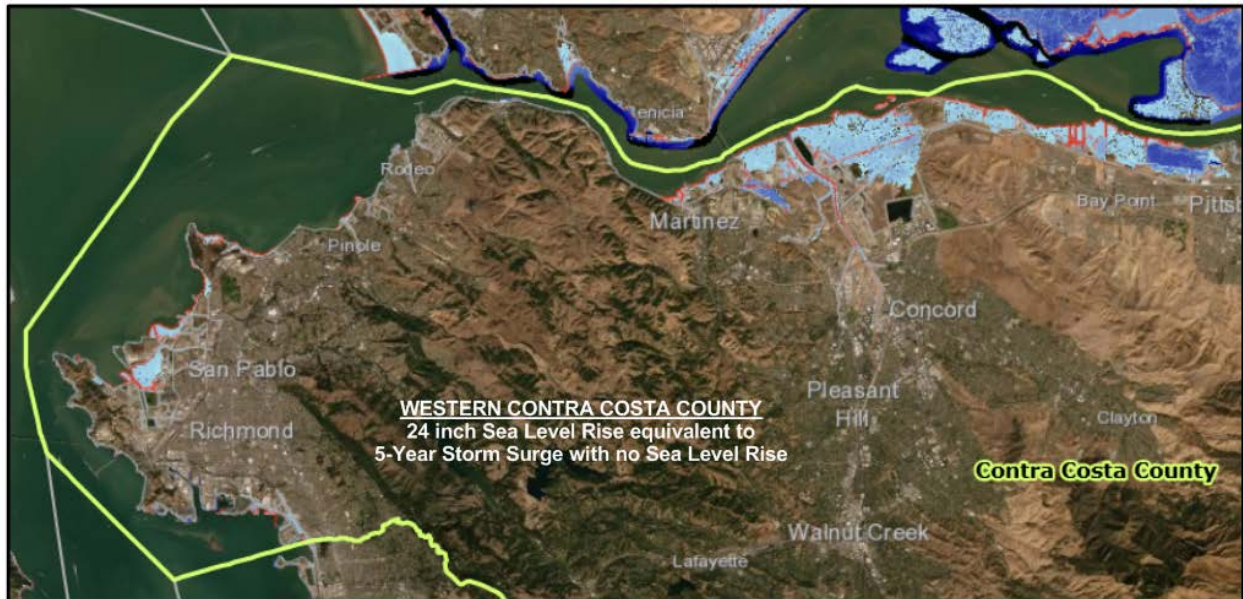 Benicia
Rodeo
Martinez
Bay Point
Pittsb
Pinole
Concord
San Pablo
Pleasant
Hill
Clayton
WESTERN CONTRA COSTA COUNTY
24 inch Sea Level Rise equivalent to
5-Year Storm Surge with no Sea Level Rise
Richmond
Contra Costa County
Walnut Creek
Lafayette